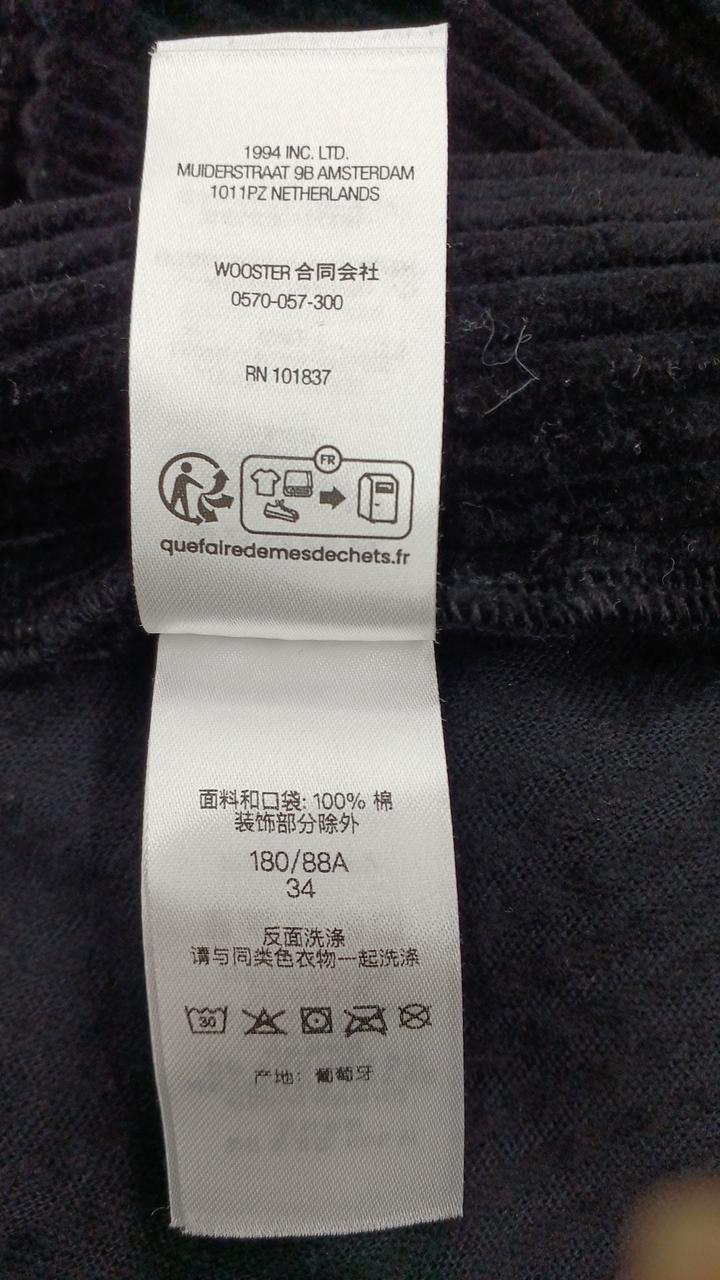 1994 INC. LTD.
MUIDERSTRAAT 9B AMSTERDAM
1011PZ NETHERLANDS
WOOSTER 合同会社
0570-057-300
RN 101837
FR
quefairedemesdechets.fr
面料和口袋: 100% 棉
装饰部分除外
180/88A
34
反面洗涤
请与同类色衣物一起洗涤
30
产地: 葡萄牙